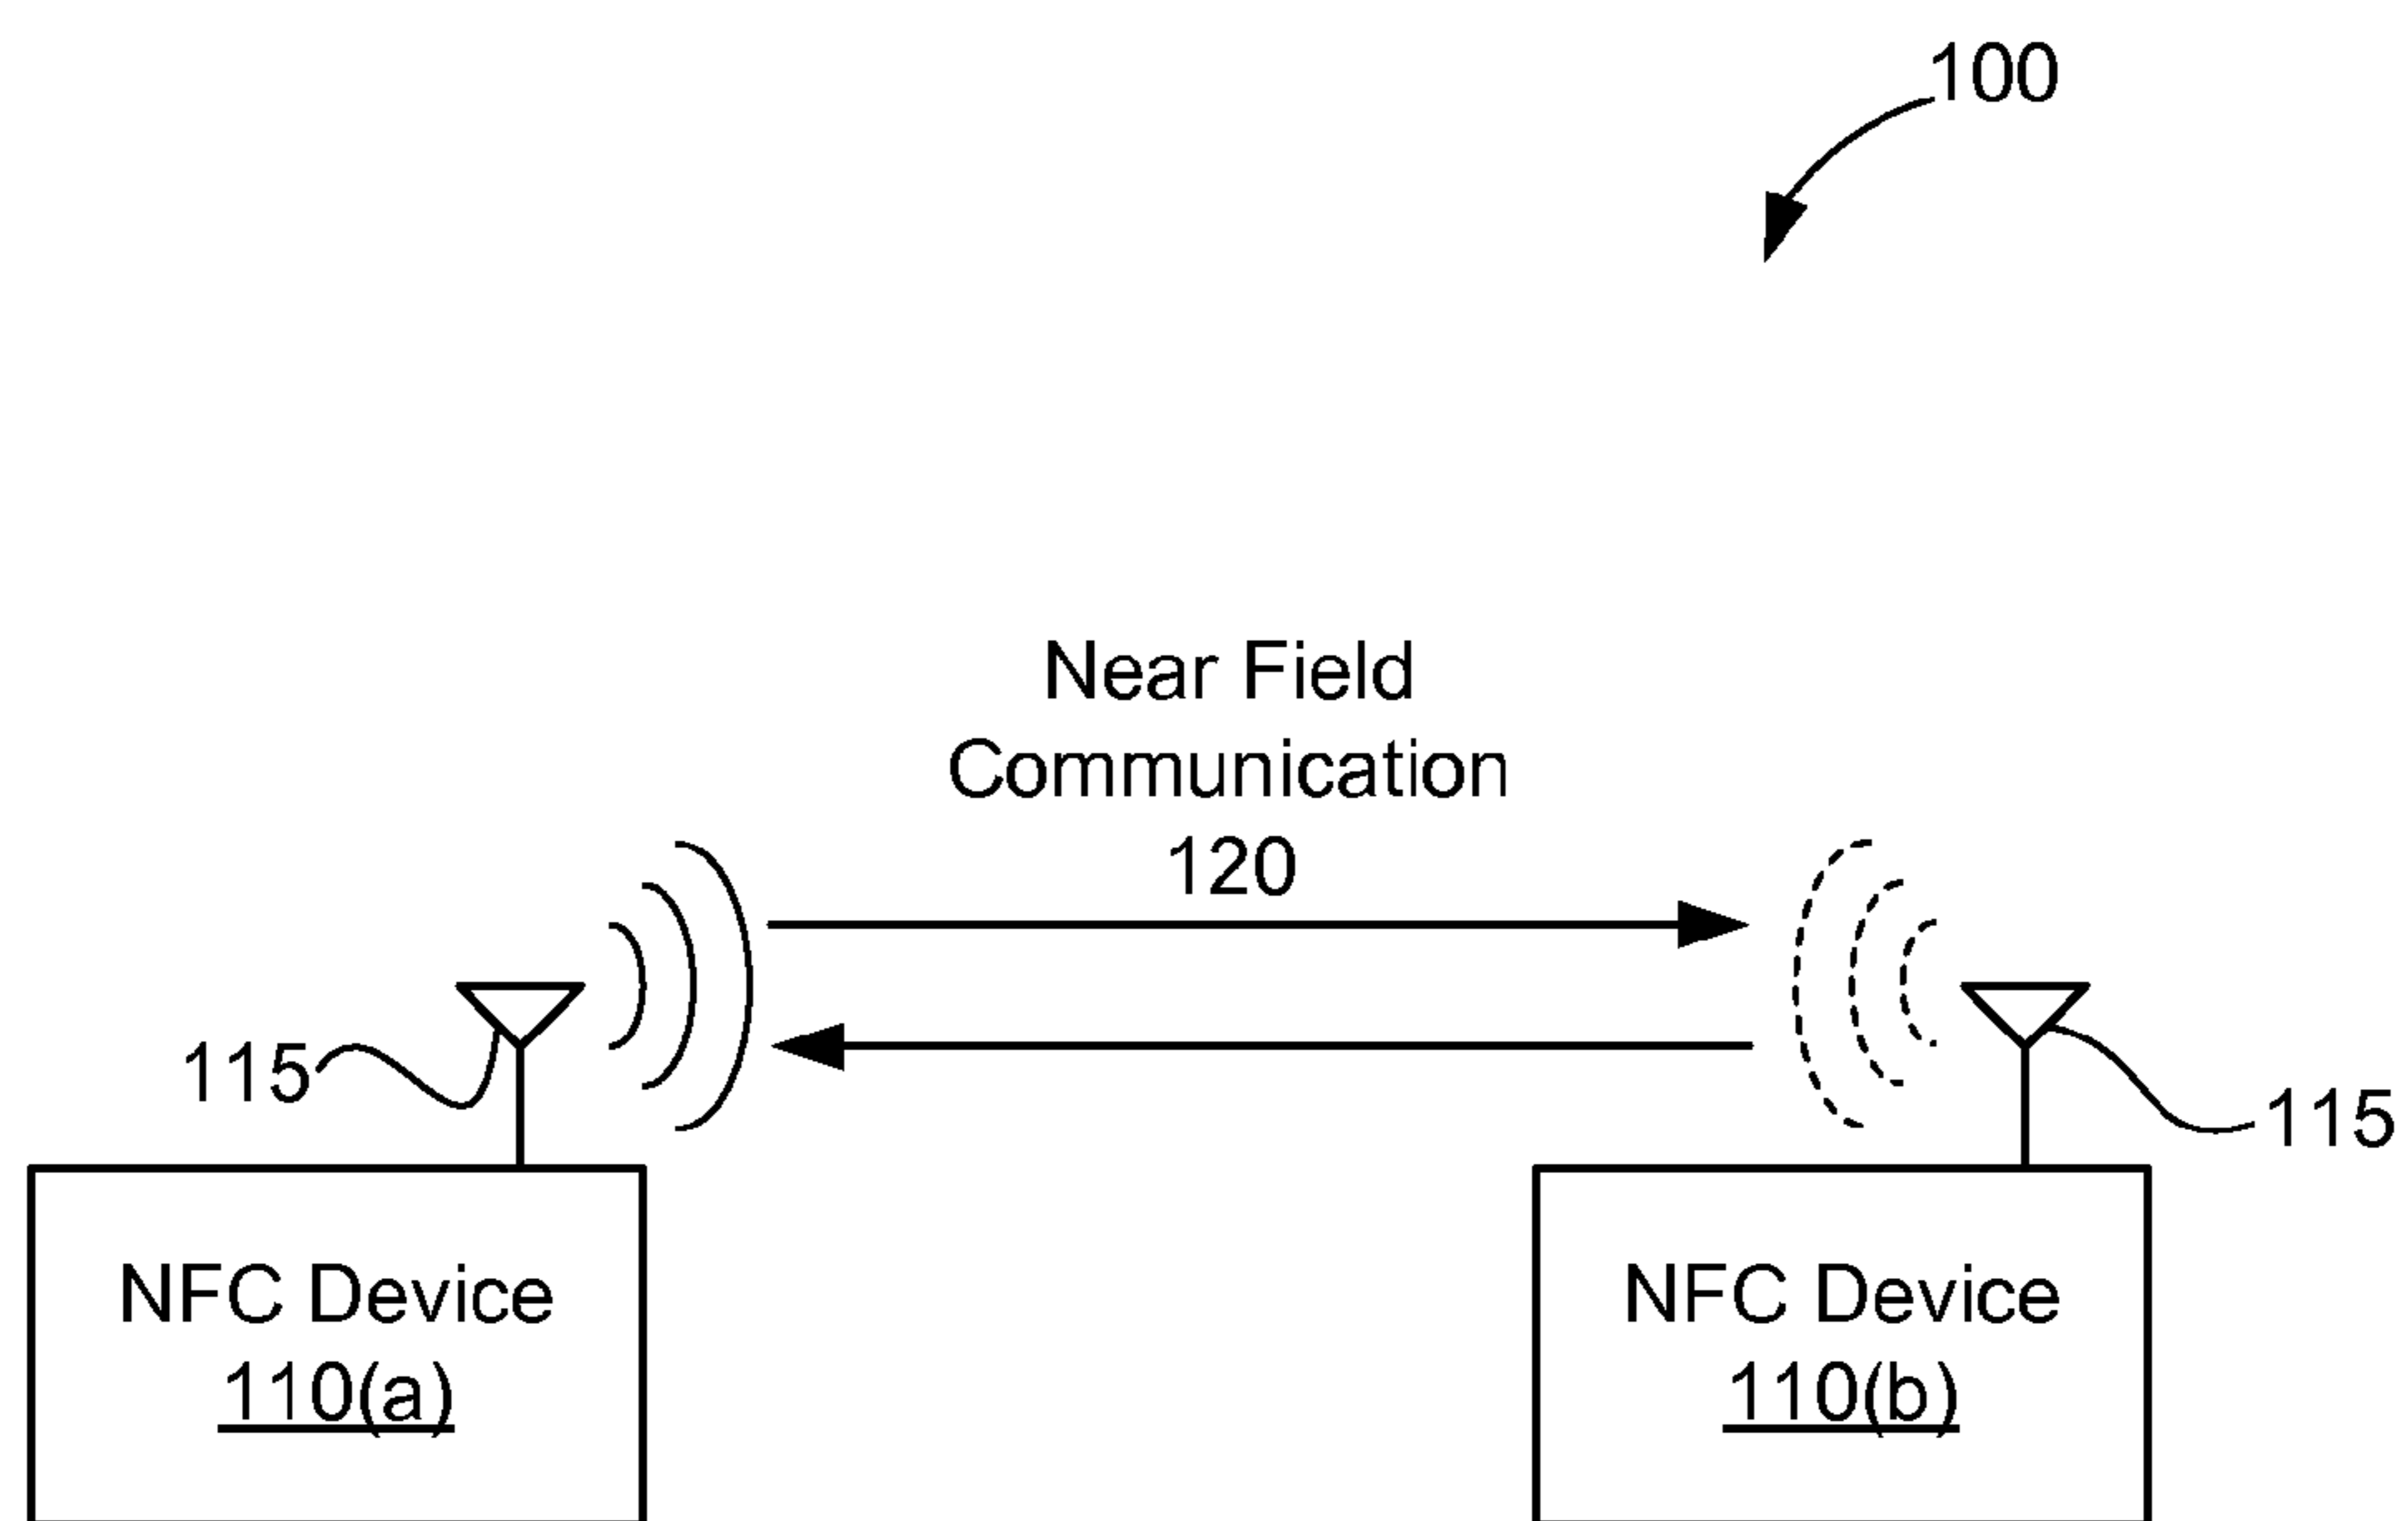 100
Near Field
Communication
120
115
115
NFC Device
110(a)
NFC Device
110(b)